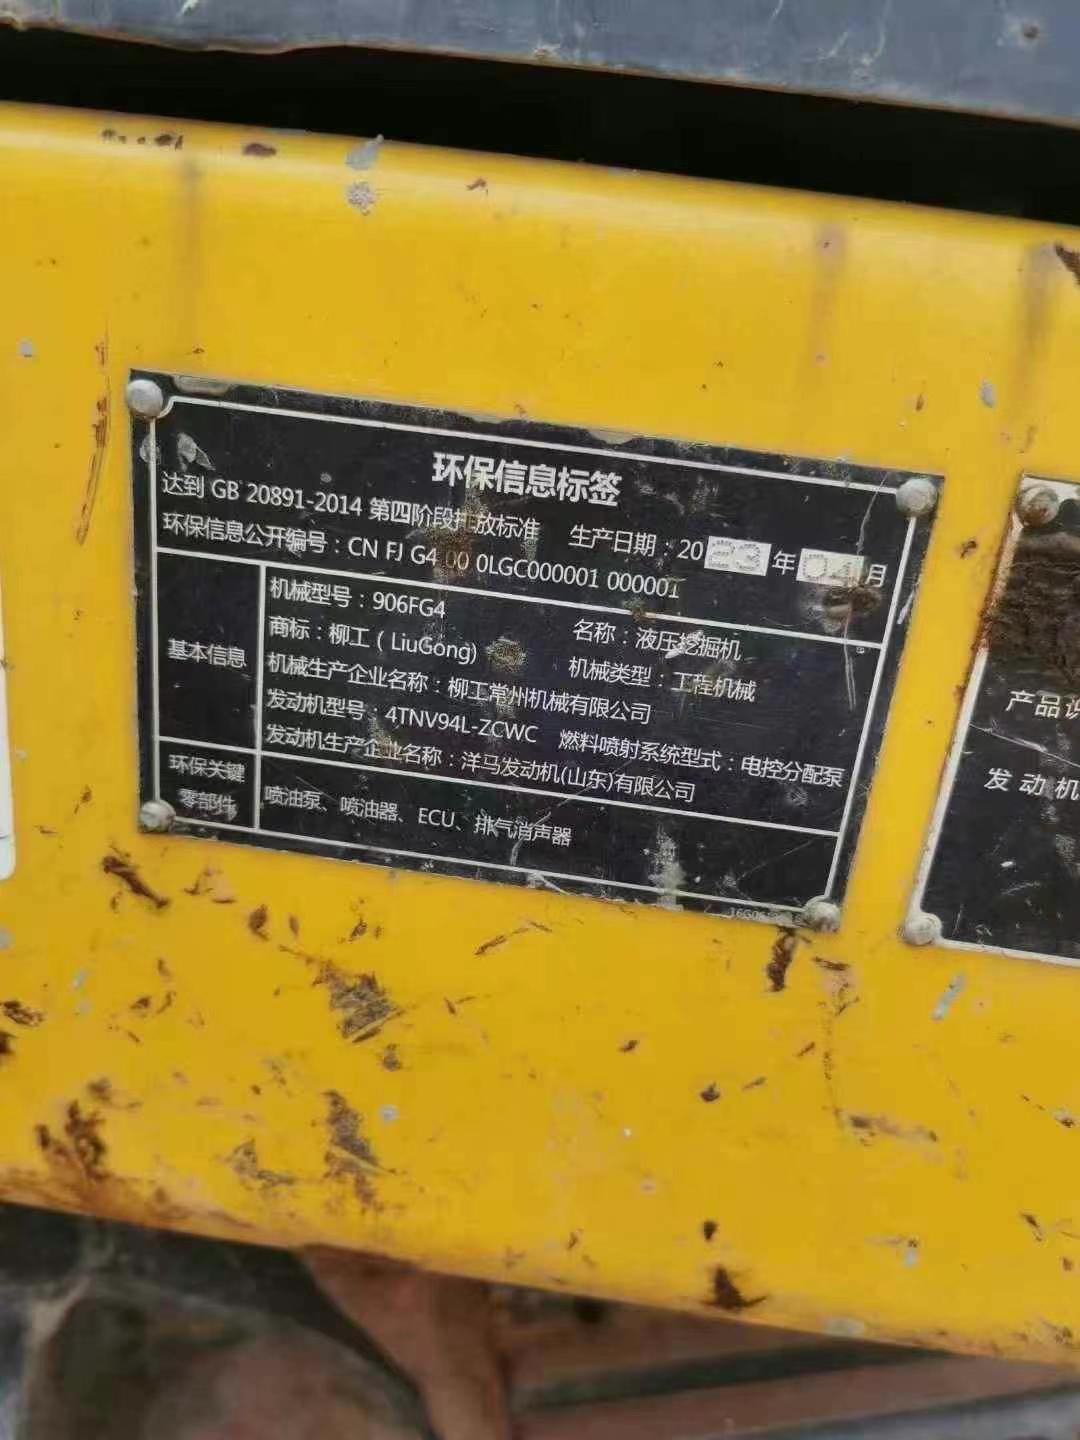 环保信息标签
达到 GB 20891-2014 第四阶段排放标准 生产日期：2023年04月
环保信息公开编号：CN FJ G4 00 0LGC000001 000001
基本信息
机械型号：906FG4 名称：液压挖掘机
商标：柳工（LiuGong） 机械类型：工程机械
机械生产企业名称：柳工常州机械有限公司
发动机型号：4TNV94L-ZCWC 燃料喷射系统型式：电控分配泵
发动机生产企业名称：洋马发动机(山东)有限公司
环保关键
零部件
喷油泵、喷油器、ECU、排气消声器
产品识
发动机